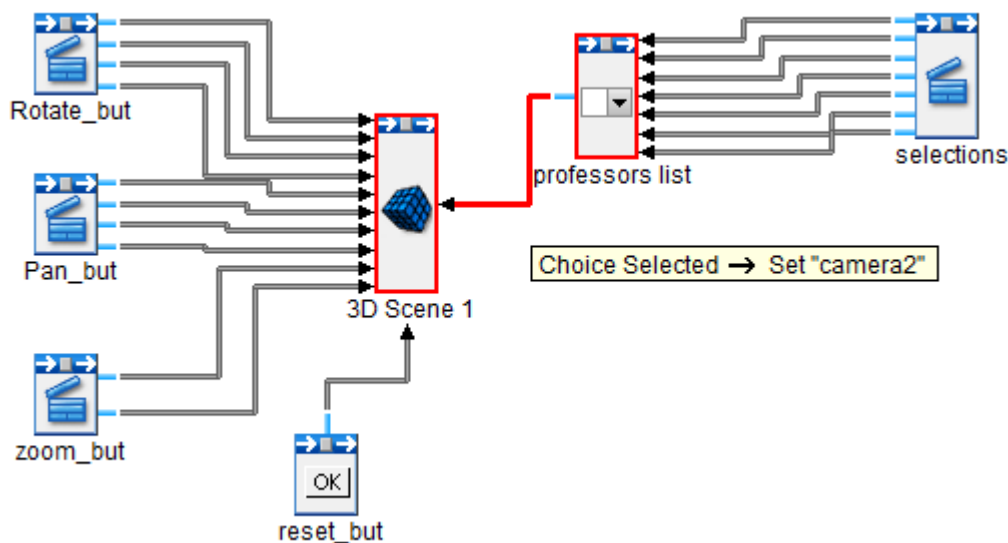 Rotate_but
professors list
selections
Pan_but
Choice Selected → Set "camera2"
3D Scene 1
zoom_but
OK
reset_but